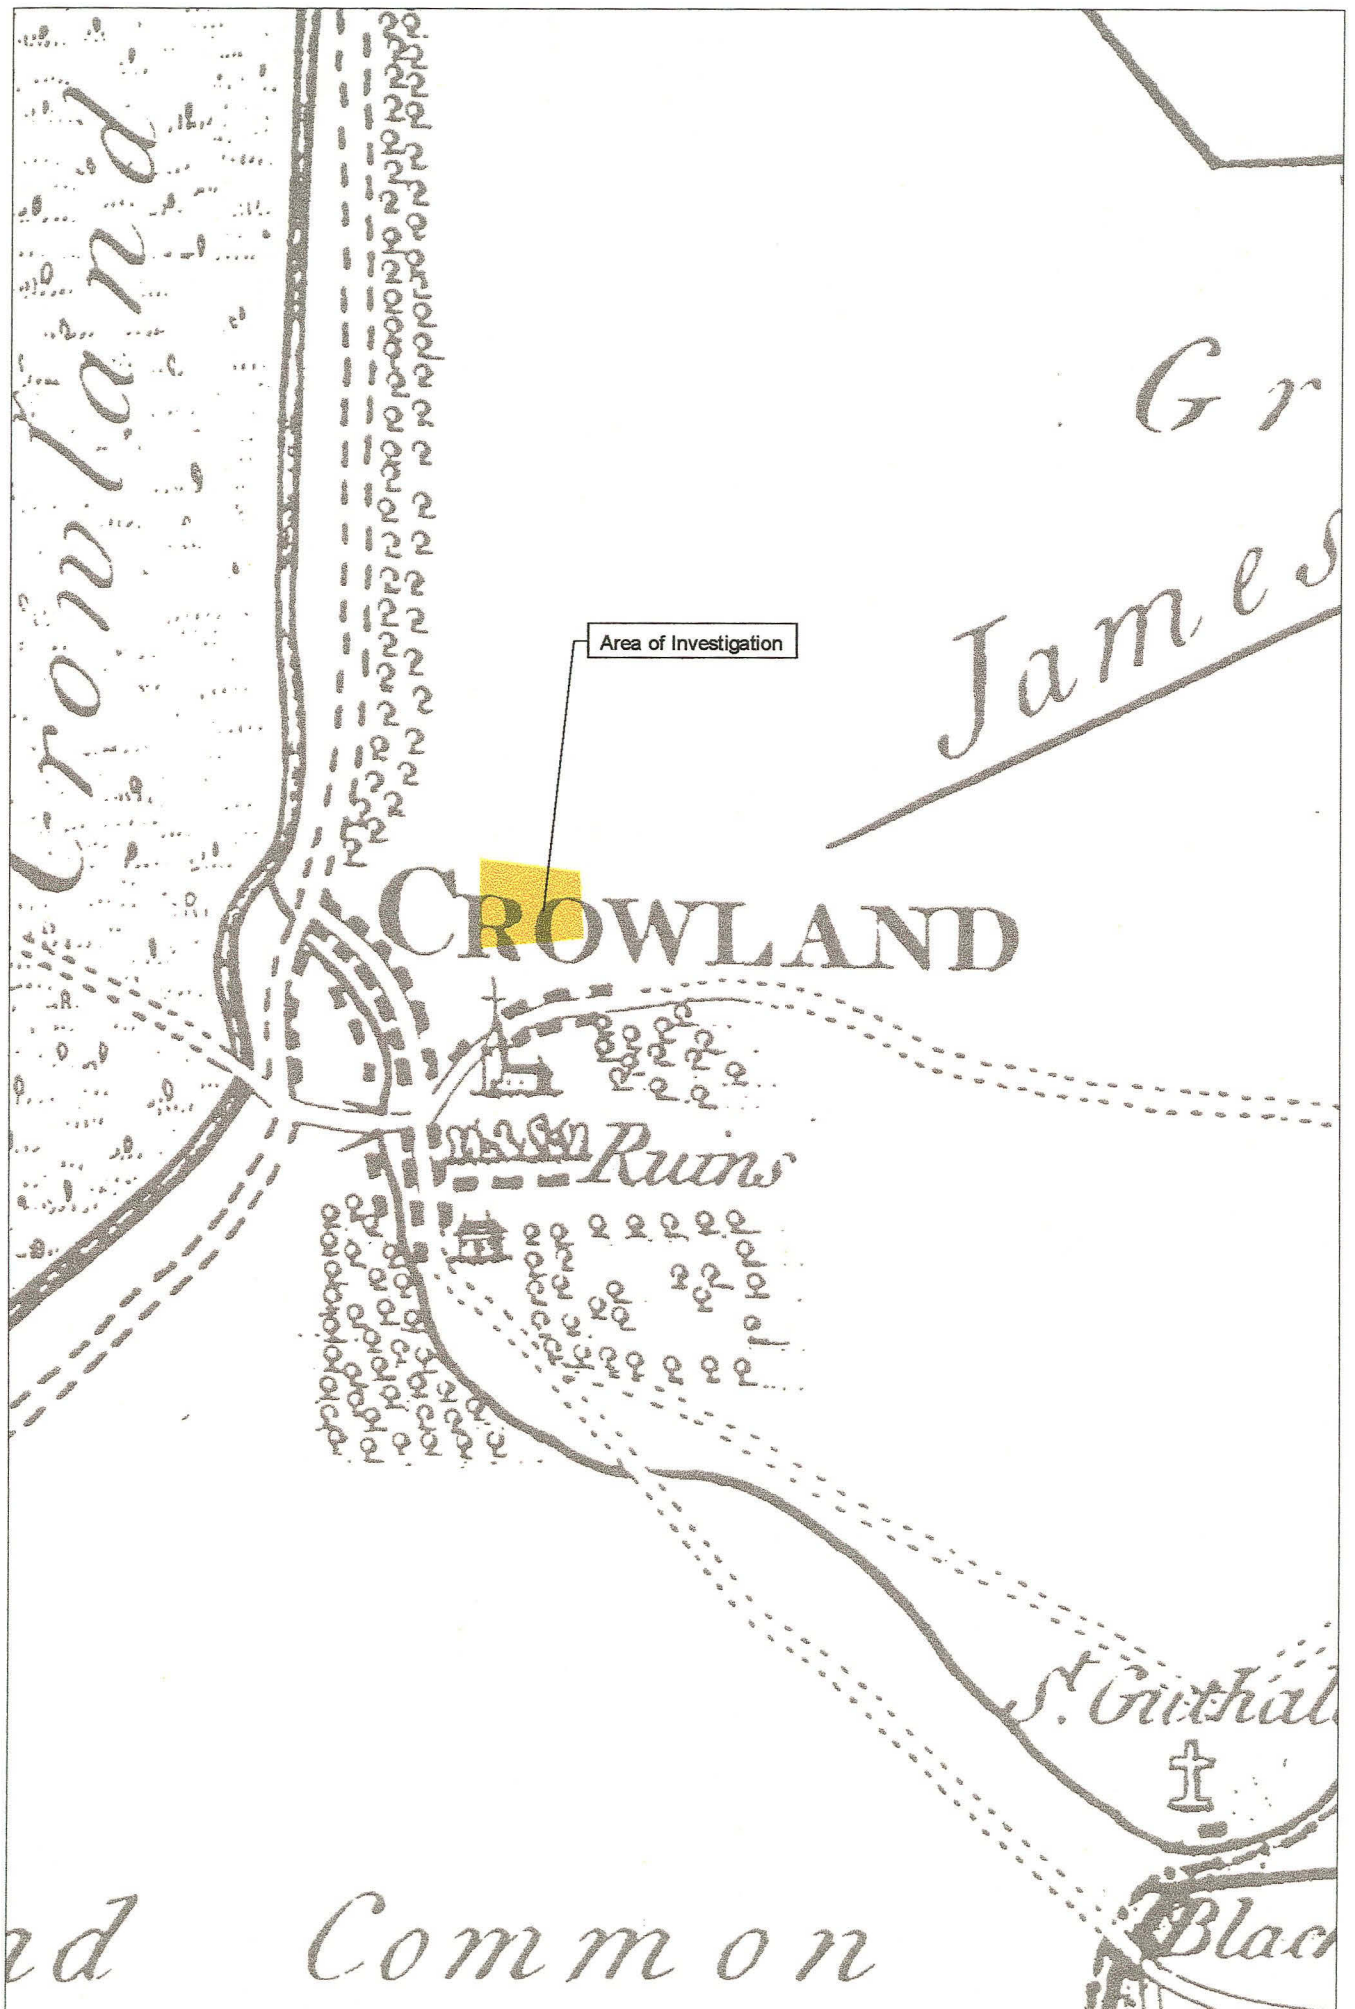 Crowland
Gr
James
Area of Investigation
CROWLAND
Ruins
St. Guthal
nd Common
Blac